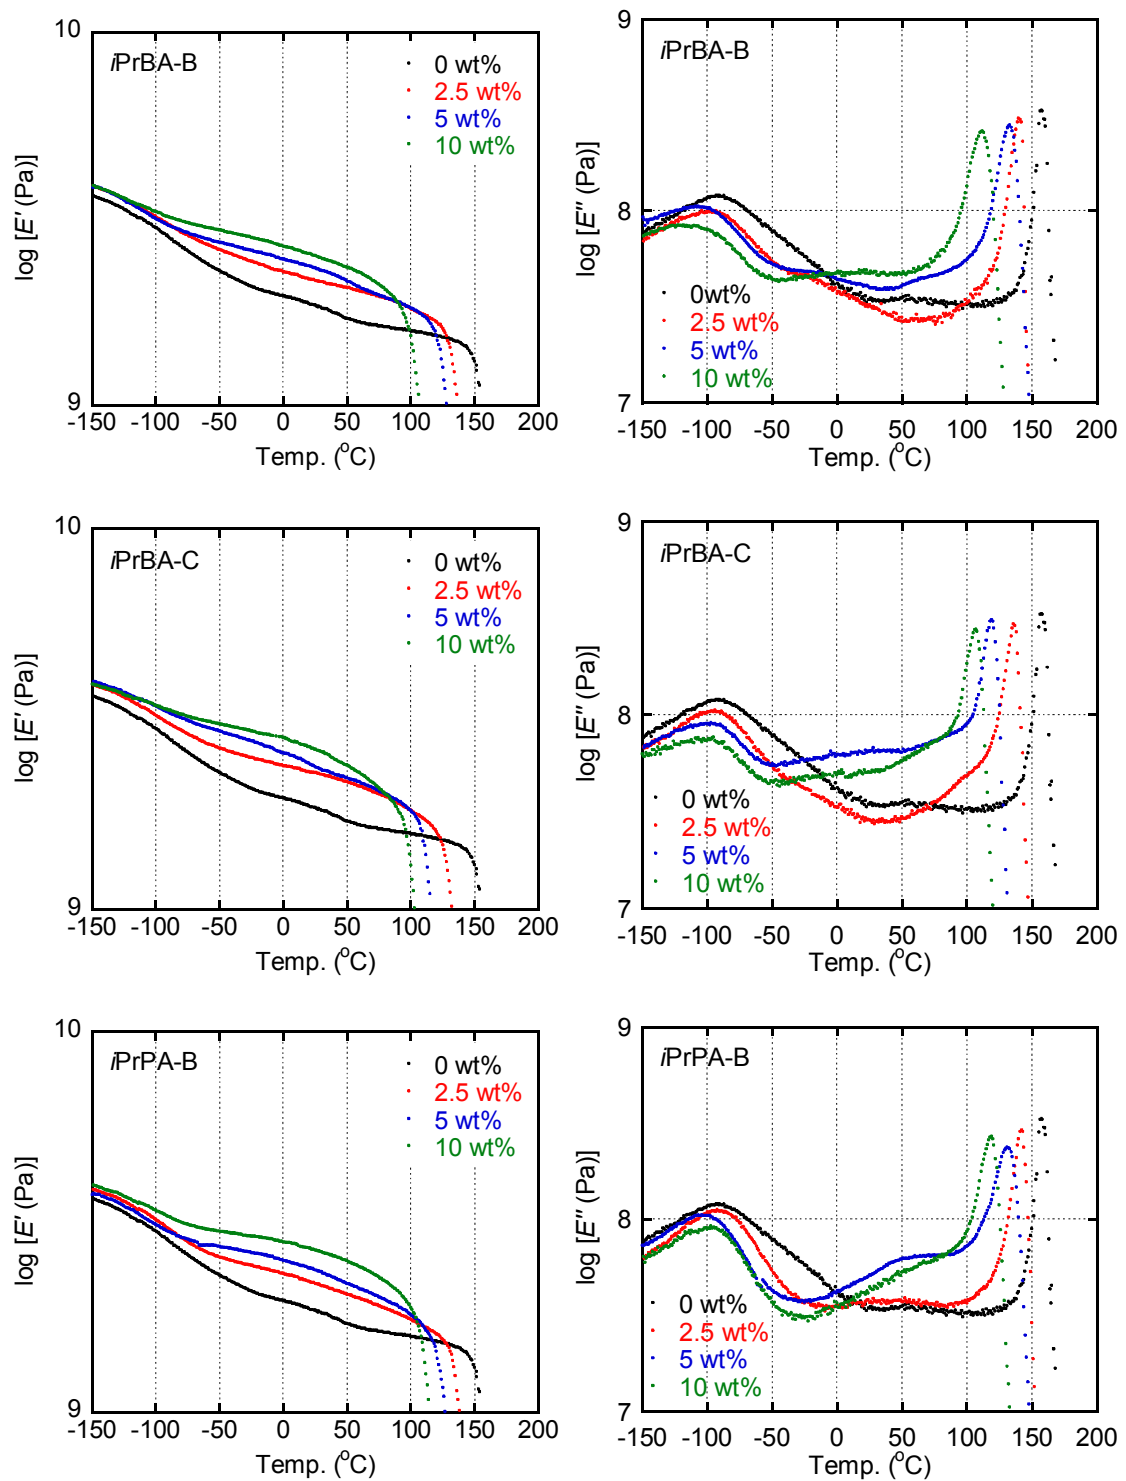 10
iPrBA-B
0 wt%
2.5 wt%
5 wt%
10 wt%
log [E′ (Pa)]
9
-150 -100 -50 0 50 100 150 200
Temp. (°C)
9
iPrBA-B
log [E″ (Pa)]
8
0wt%
2.5 wt%
5 wt%
10 wt%
7
-150 -100 -50 0 50 100 150 200
Temp. (°C)
10
iPrBA-C
0 wt%
2.5 wt%
5 wt%
10 wt%
log [E′ (Pa)]
9
-150 -100 -50 0 50 100 150 200
Temp. (°C)
9
iPrBA-C
log [E″ (Pa)]
8
0 wt%
2.5 wt%
5 wt%
10 wt%
7
-150 -100 -50 0 50 100 150 200
Temp. (°C)
10
iPrPA-B
0 wt%
2.5 wt%
5 wt%
10 wt%
log [E′ (Pa)]
9
-150 -100 -50 0 50 100 150 200
Temp. (°C)
9
iPrPA-B
log [E″ (Pa)]
8
0 wt%
2.5 wt%
5 wt%
10 wt%
7
-150 -100 -50 0 50 100 150 200
Temp. (°C)